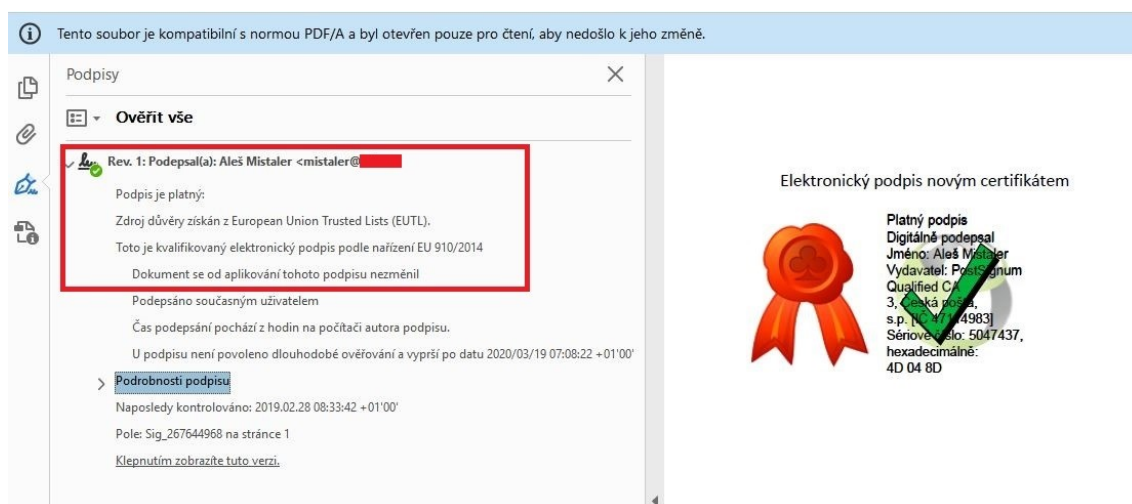 Tento soubor je kompatibilní s normou PDF/A a byl otevřen pouze pro čtení, aby nedošlo k jeho změně.
Podpisy
Ověřit vše
Rev. 1: Podepsal(a): Aleš Mistaler <mistaler@
Podpis je platný:
Zdroj důvěry získán z European Union Trusted Lists (EUTL).
Toto je kvalifikovaný elektronický podpis podle nařízení EU 910/2014
Dokument se od aplikování tohoto podpisu nezměnil
Podepsáno současným uživatelem
Čas podepsání pochází z hodin na počítači autora podpisu.
U podpisu není povoleno dlouhodobé ověřování a vyprší po datu 2020/03/19 07:08:22 +01'00'
Podrobnosti podpisu
Naposledy kontrolováno: 2019.02.28 08:33:42 +01'00'
Pole: Sig_267644968 na stránce 1
Klepnutím zobrazíte tuto verzi.
Elektronický podpis novým certifikátem
Platný podpis
Digitálně podepsal
Jméno: Aleš Mistaler
Vydavatel: PostSignum
Qualified CA
3, Česká pošta,
s.p. [IČ
Sériové číslo: 5047437,
hexadecimálně:
4D 04 8D